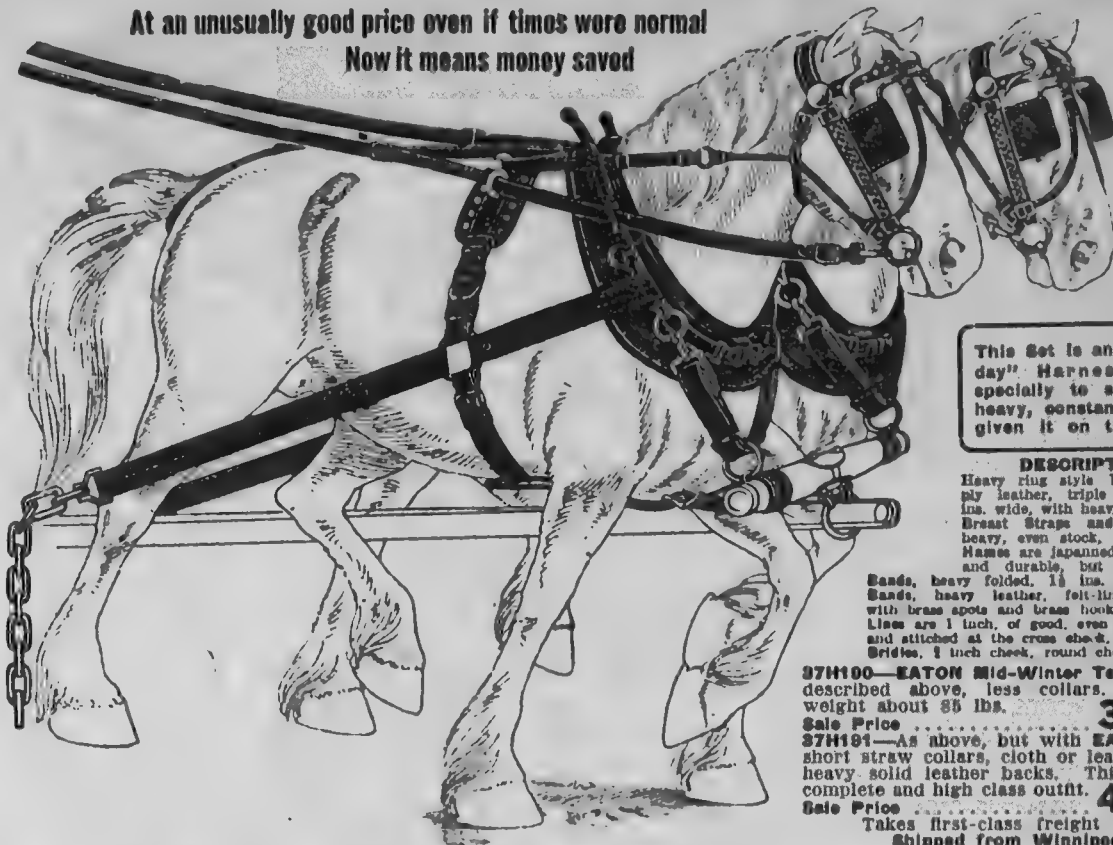 At an unusually good price even if times were normal
Now it means money saved
This Set is an
day" Harnes
specially to
heavy, constan
given it on t
DESCRIPT
Heavy ring style
ply leather, triple
ins. wide, with heav
Breast Straps and
heavy, even stock,
Hames are japanned
and durable, but
Bands, heavy folded, 1½ ins.
Bands, heavy leather, felt-li
with brass spots and brass hook
Lines are 1 inch, of good, even
and stitched at the cross check,
Bridles, inch cheek, round ch
37H180—EATON Mid-Winter Te
described above, less collars.
weight about 85 lbs.
Sale Price
37H181—As above, but with EA
short straw collars, cloth or lea
heavy solid leather backs. Thi
complete and high class outfit.
Sale Price 4
Takes first-class freight
Shipped from Winnipeg